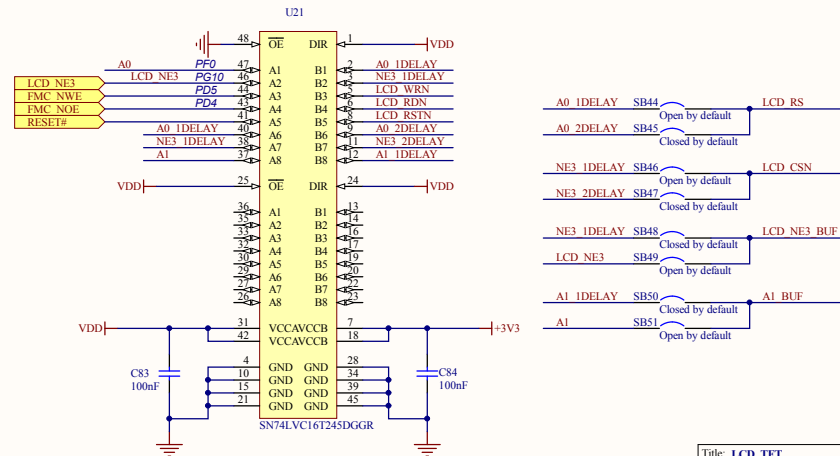 U21
48 OE DIR 1 VDD
A0 PF0 47 A1 B1 2 A0_1DELAY
LCD_NE3 LCD_NE3 PG10 46 A2 B2 3 NE3_1DELAY
FMC_NWE PD5 44 A3 B3 5 LCD_WRN
FMC_NOE PD4 43 A4 B4 6 LCD_RDN
RESET# 41 A5 B5 8 LCD_RSTN
A0_1DELAY 40 A6 B6 9 A0_2DELAY
NE3_1DELAY 38 A7 B7 11 NE3_2DELAY
A1 37 A8 B8 12 A1_1DELAY
VDD 25 OE DIR 24 VDD
36 A1 B1 13
35 A2 B2 14
33 A3 B3 16
32 A4 B4 17
30 A5 B5 19
29 A6 B6 20
27 A7 B7 22
26 A8 B8 23
VDD 31 VCCA VCCB 7 +3V3
42 VCCA VCCB 18
4 GND GND 28
10 GND GND 34
15 GND GND 39
21 GND GND 45
C83
100nF
C84
100nF
SN74LVC16T245DGGR
A0_1DELAY SB44 LCD_RS
Open by default
A0_2DELAY SB45
Closed by default
NE3_1DELAY SB46 LCD_CSN
Open by default
NE3_2DELAY SB47
Closed by default
NE3_1DELAY SB48 LCD_NE3_BUF
Closed by default
LCD_NE3 SB49
Open by default
A1_1DELAY SB50 A1_BUF
Closed by default
A1 SB51
Open by default
Title: LCD_TFT